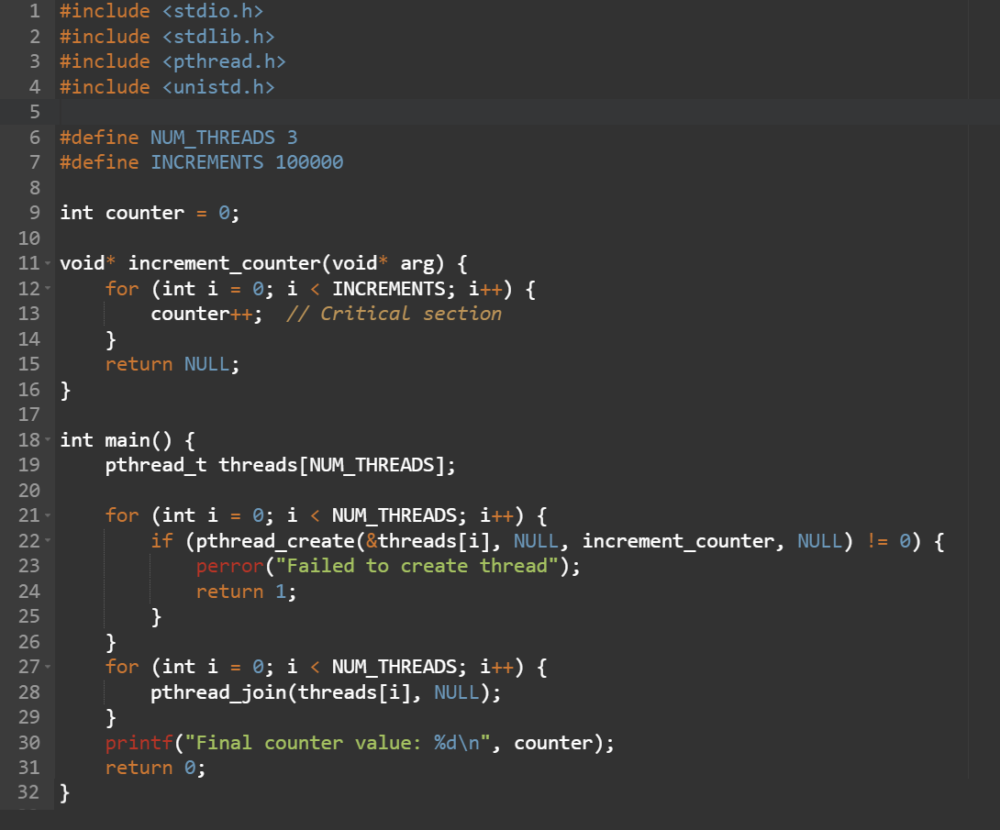 1 #include <stdio.h>
2 #include <stdlib.h>
3 #include <pthread.h>
4 #include <unistd.h>
5
6 #define NUM_THREADS 3
7 #define INCREMENTS 100000
8
9 int counter = 0;
10
11 void* increment_counter(void* arg) {
12     for (int i = 0; i < INCREMENTS; i++) {
13         counter++;  // Critical section
14     }
15     return NULL;
16 }
17
18 int main() {
19     pthread_t threads[NUM_THREADS];
20
21     for (int i = 0; i < NUM_THREADS; i++) {
22         if (pthread_create(&threads[i], NULL, increment_counter, NULL) != 0) {
23             perror("Failed to create thread");
24             return 1;
25         }
26     }
27     for (int i = 0; i < NUM_THREADS; i++) {
28         pthread_join(threads[i], NULL);
29     }
30     printf("Final counter value: %d\n", counter);
31     return 0;
32 }